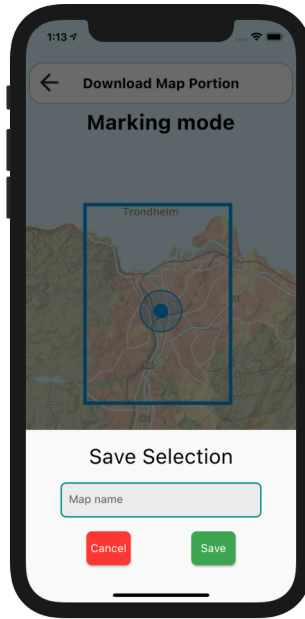 1:13
Download Map Portion
Marking mode
Trondheim
Save Selection
Map name
Cancel
Save